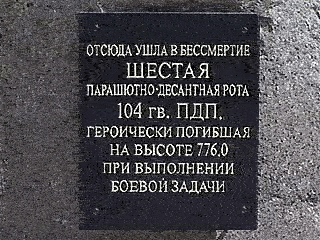 ОТСЮДА УШЛА В БЕССМЕРТИЕ
ШЕСТАЯ
ПАРАШЮТНО-ДЕСАНТНАЯ РОТА
104 гв. ПДП,
ГЕРОИЧЕСКИ ПОГИБШАЯ
НА ВЫСОТЕ 776,0
ПРИ ВЫПОЛНЕНИИ
БОЕВОЙ ЗАДАЧИ